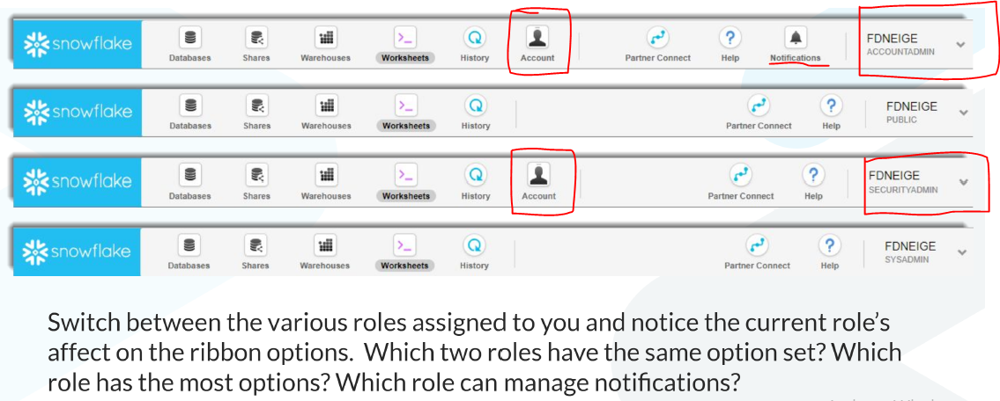 snowflake Databases Shares Warehouses Worksheets History Account Partner Connect Help Notifications FDNEIGE
ACCOUNTADMIN
snowflake Databases Shares Warehouses Worksheets History Partner Connect Help FDNEIGE
PUBLIC
snowflake Databases Shares Warehouses Worksheets History Account Partner Connect Help FDNEIGE
SECURITYADMIN
snowflake Databases Shares Warehouses Worksheets History Partner Connect Help FDNEIGE
SYSADMIN
Switch between the various roles assigned to you and notice the current role’s
affect on the ribbon options.  Which two roles have the same option set? Which
role has the most options? Which role can manage notifications?